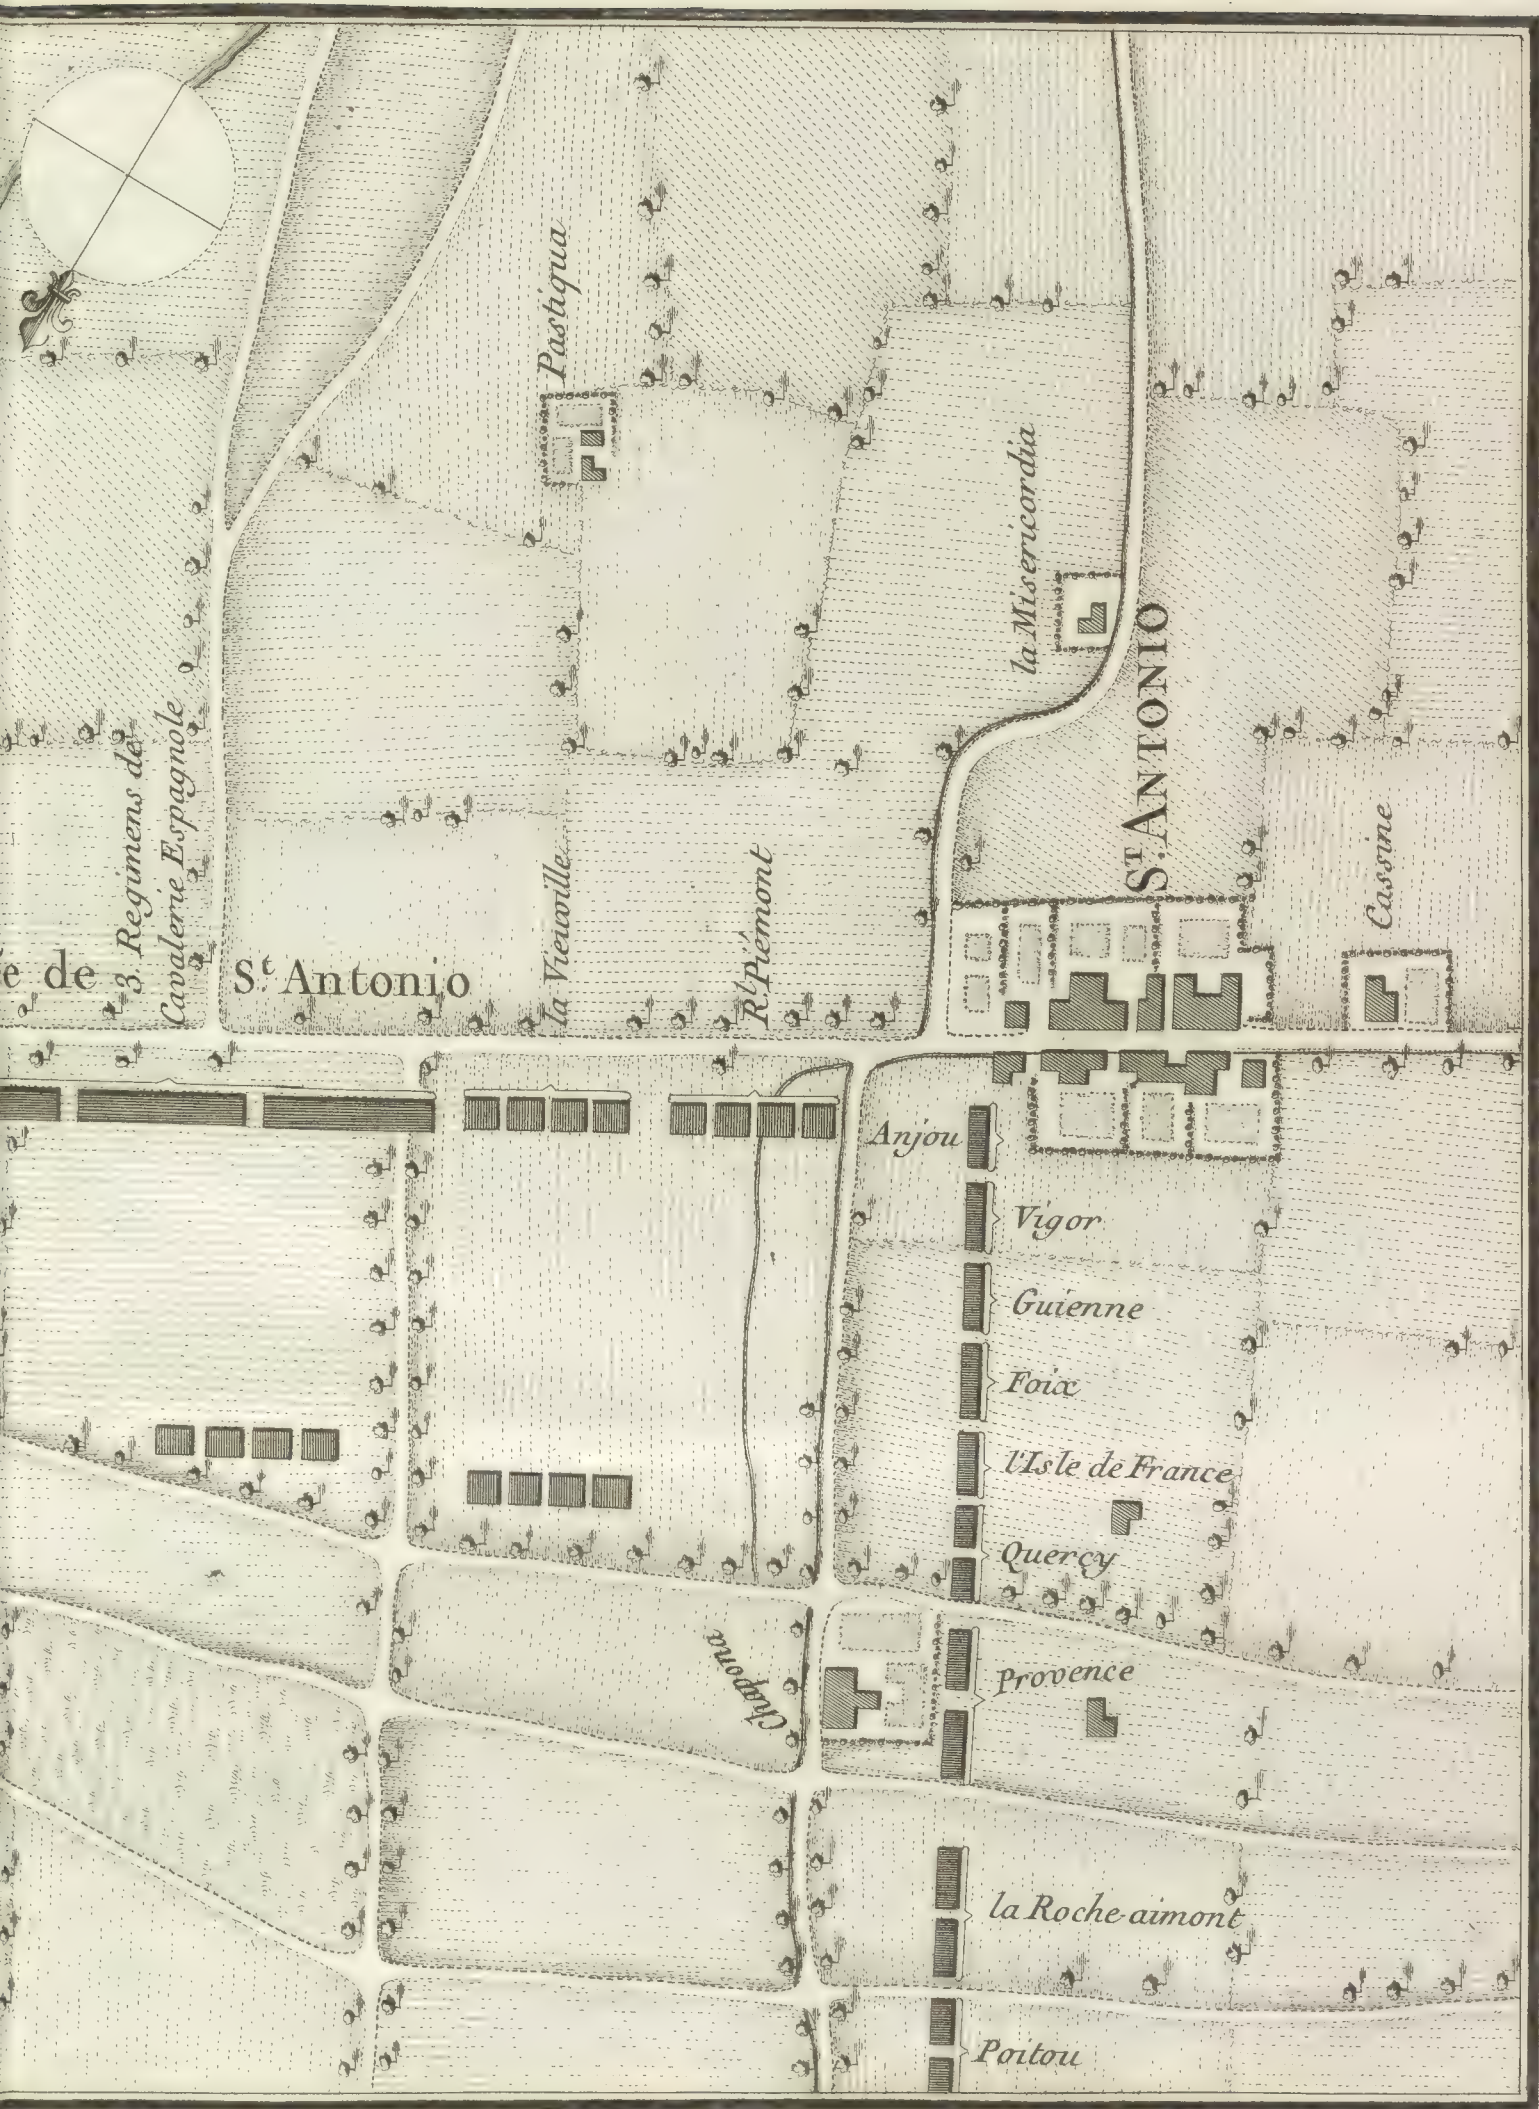 Pastiqua
la Misericordia
S.T ANTONIO
3. Regimens de
Cavalerie Espagnole
la Vieuville
R.t Piémont
Cassine
e de
S.t Antonio
Anjou
Vigor
Guienne
Foix
l'Isle de France
Quercy
Chapona
Provence
la Roche-aimont
Poitou